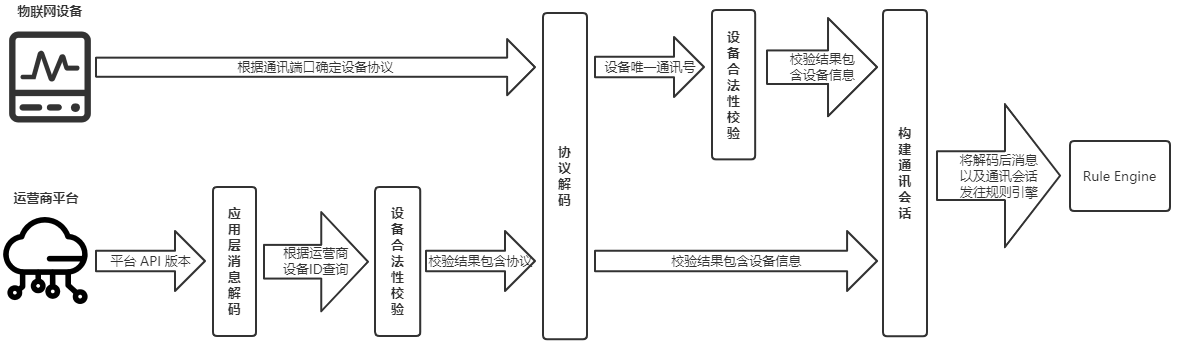 物联网设备
根据通讯端口确定设备协议
设备唯一通讯号
设备合法性校验
校验结果包
含设备信息
协议解码
构建通讯会话
将解码后消息
以及通讯会话
发往规则引擎
Rule Engine
运营商平台
平台 API 版本
应用层消息解码
根据运营商
设备ID查询
设备合法性校验
校验结果包含协议
校验结果包含设备信息